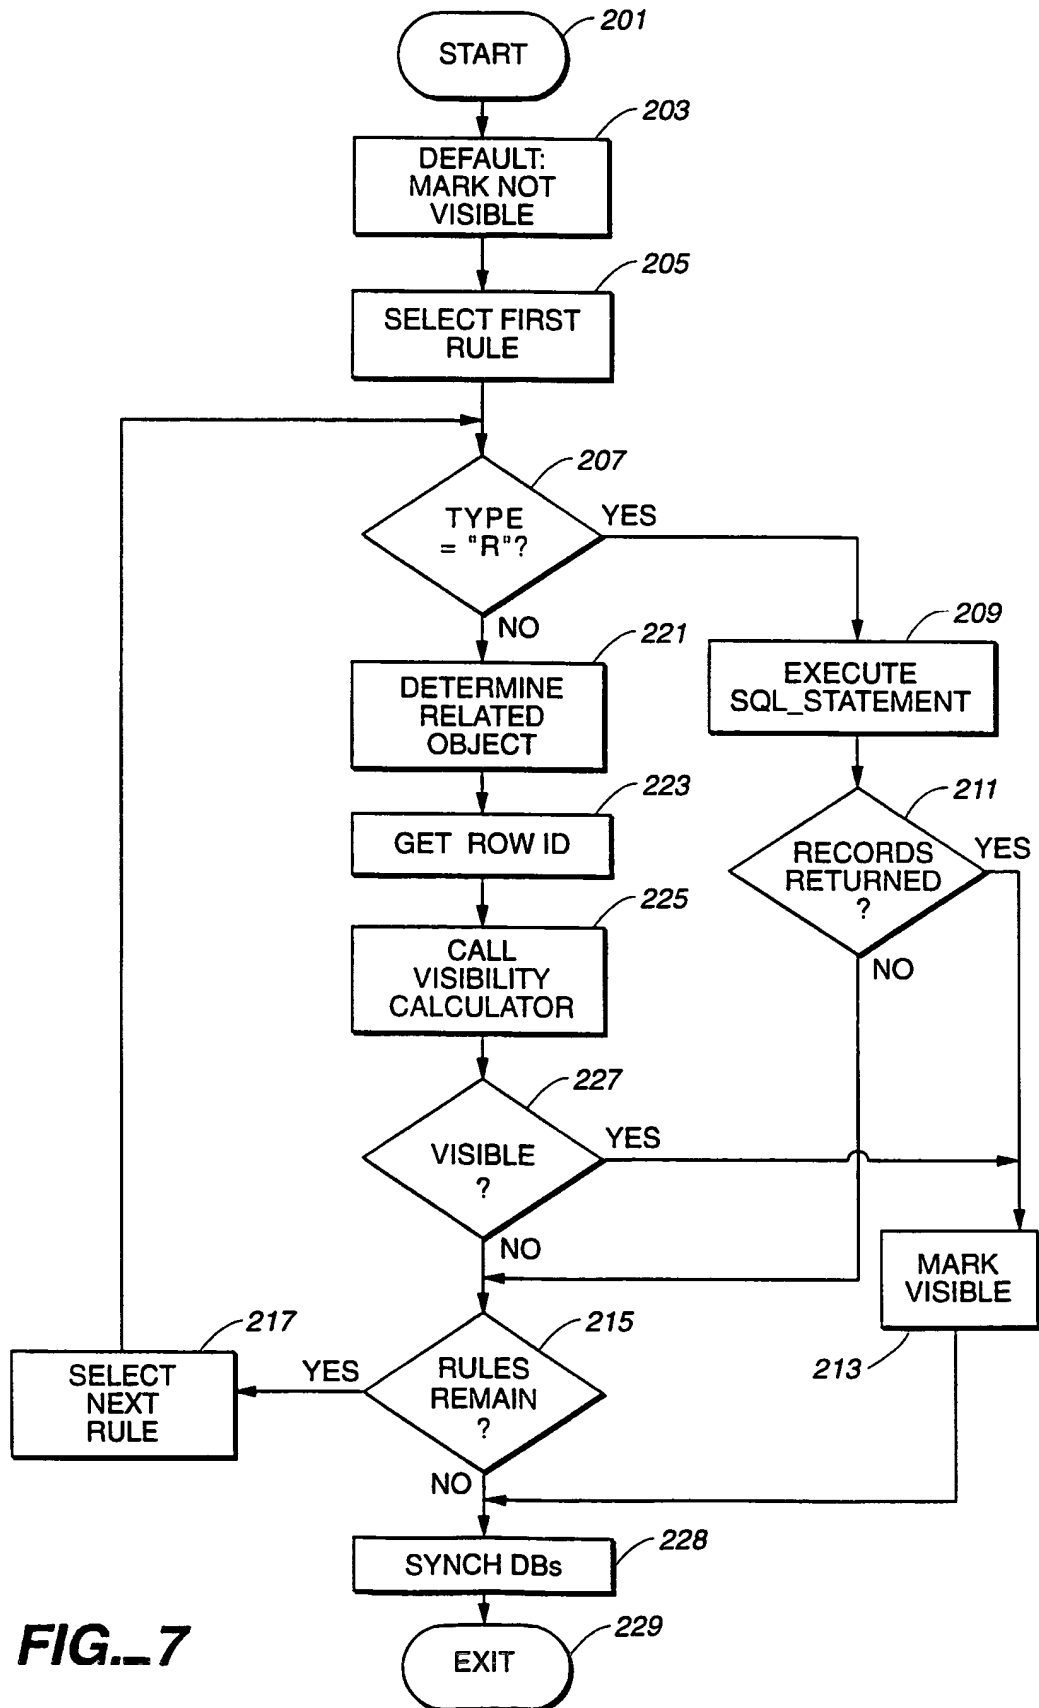 START
201
203
DEFAULT:
MARK NOT
VISIBLE
205
SELECT FIRST
RULE
207
TYPE
= "R"?
YES
NO
221
DETERMINE
RELATED
OBJECT
209
EXECUTE
SQL_STATEMENT
223
GET ROW ID
211
RECORDS
RETURNED
?
YES
NO
225
CALL
VISIBILITY
CALCULATOR
227
VISIBLE
?
YES
NO
MARK
VISIBLE
213
215
RULES
REMAIN
?
YES
NO
217
SELECT
NEXT
RULE
228
SYNCH DBs
229
EXIT
FIG._7